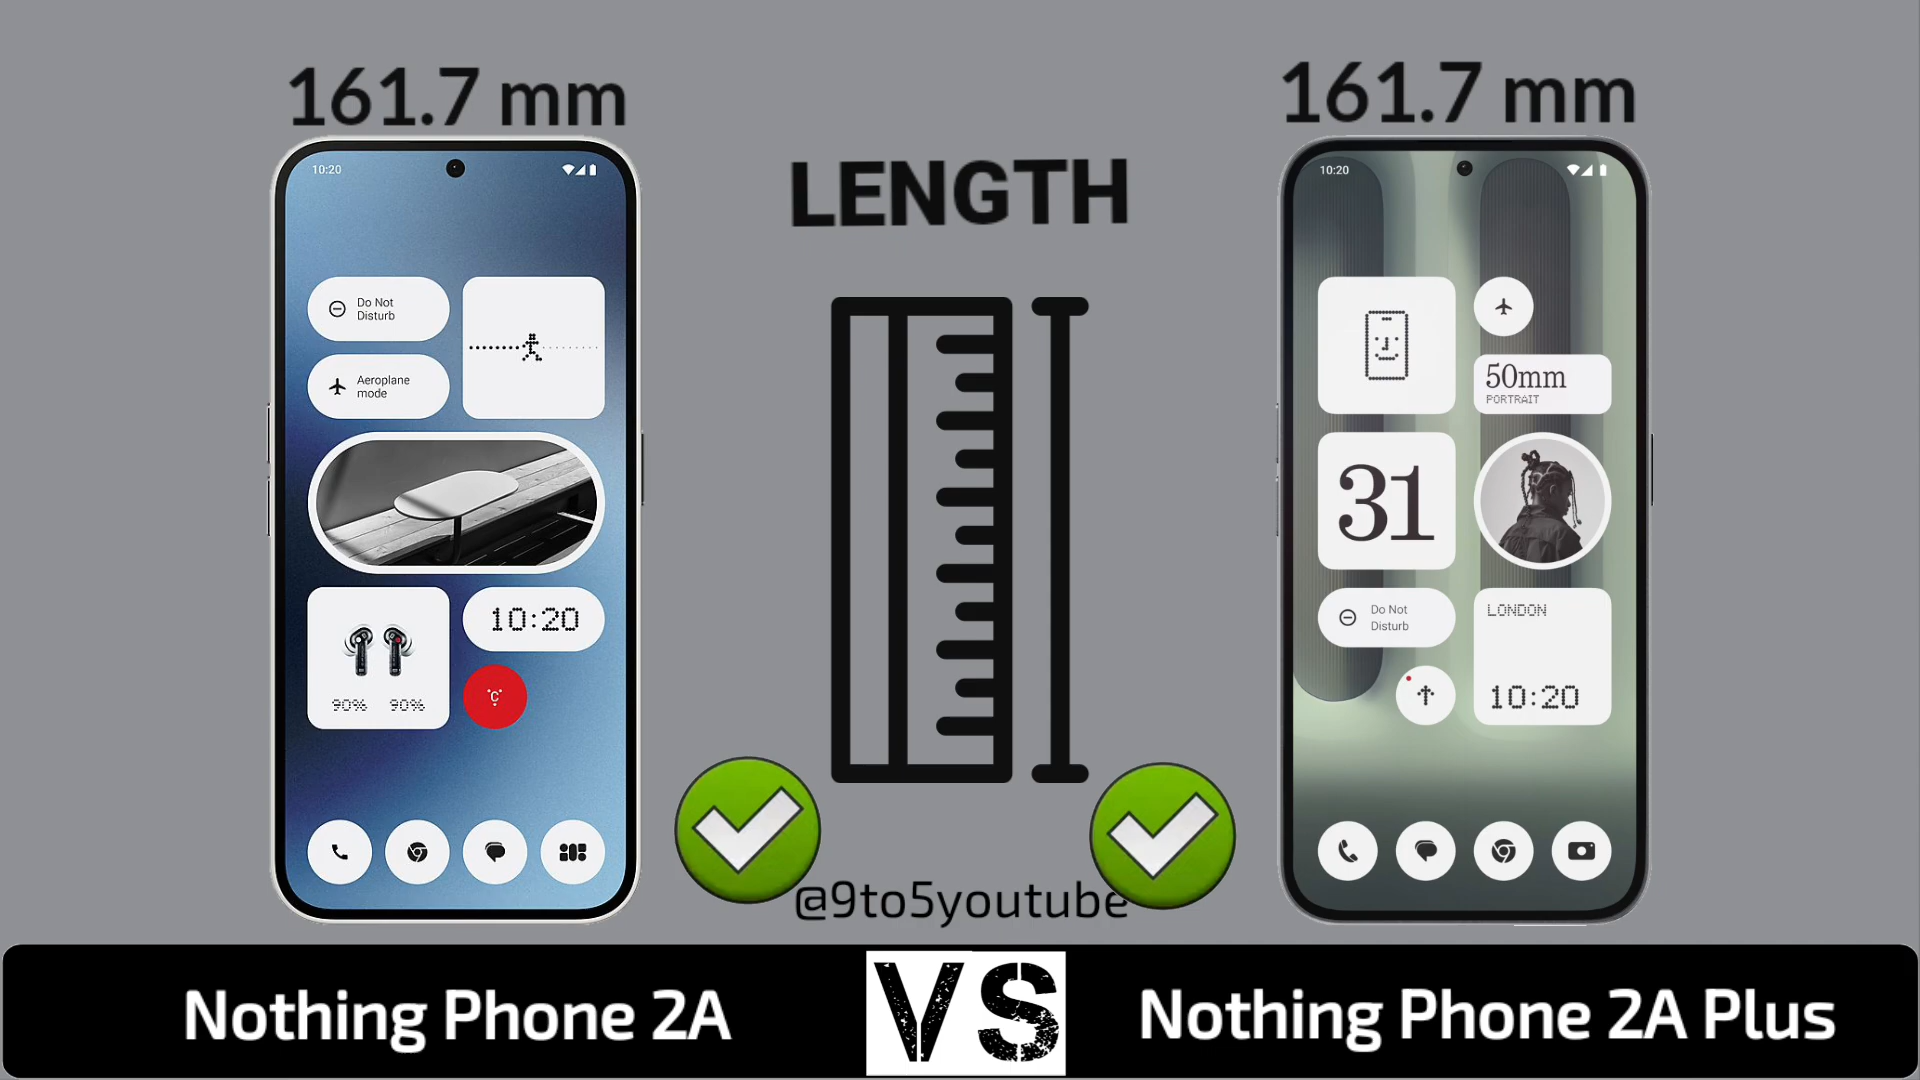 161.7 mm
161.7 mm
LENGTH
10:20
Do Not
Disturb
Aeroplane
mode
10:20
90% 90%
°C
10:20
50mm
PORTRAIT
31
Do Not
Disturb
LONDON
10:20
@9to5youtube
Nothing Phone 2A
VS
Nothing Phone 2A Plus